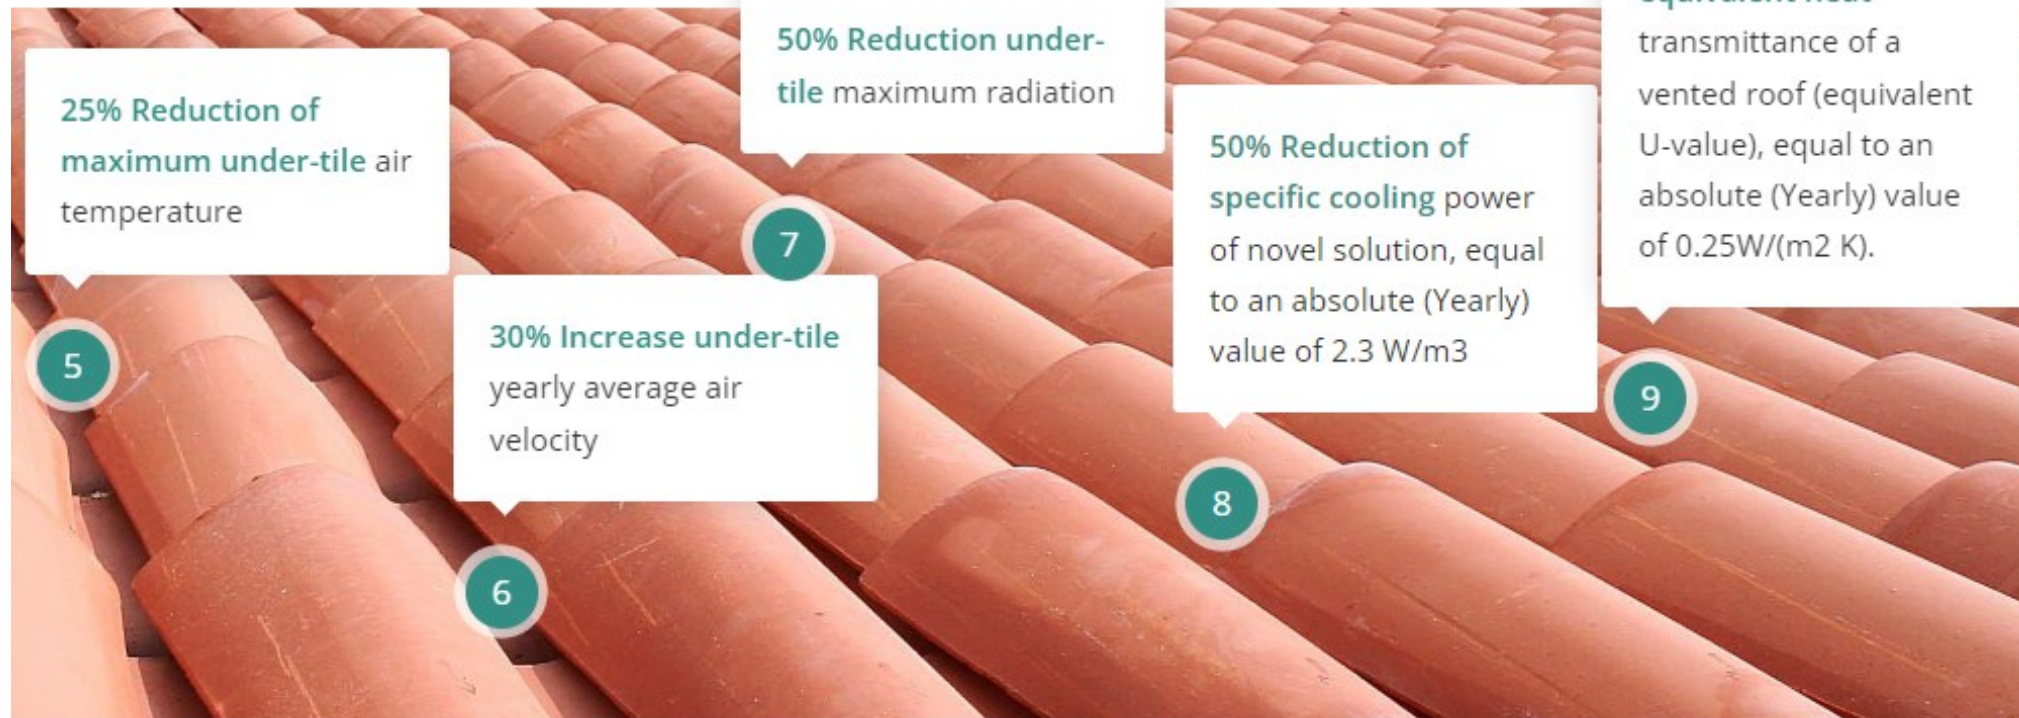 25% Reduction of
maximum under-tile air
temperature
5
30% Increase under-tile
yearly average air
velocity
6
50% Reduction under-
tile maximum radiation
7
50% Reduction of
specific cooling power
of novel solution, equal
to an absolute (Yearly)
value of 2.3 W/m3
8
equivalent heat
transmittance of a
vented roof (equivalent
U-value), equal to an
absolute (Yearly) value
of 0.25W/(m2 K).
9